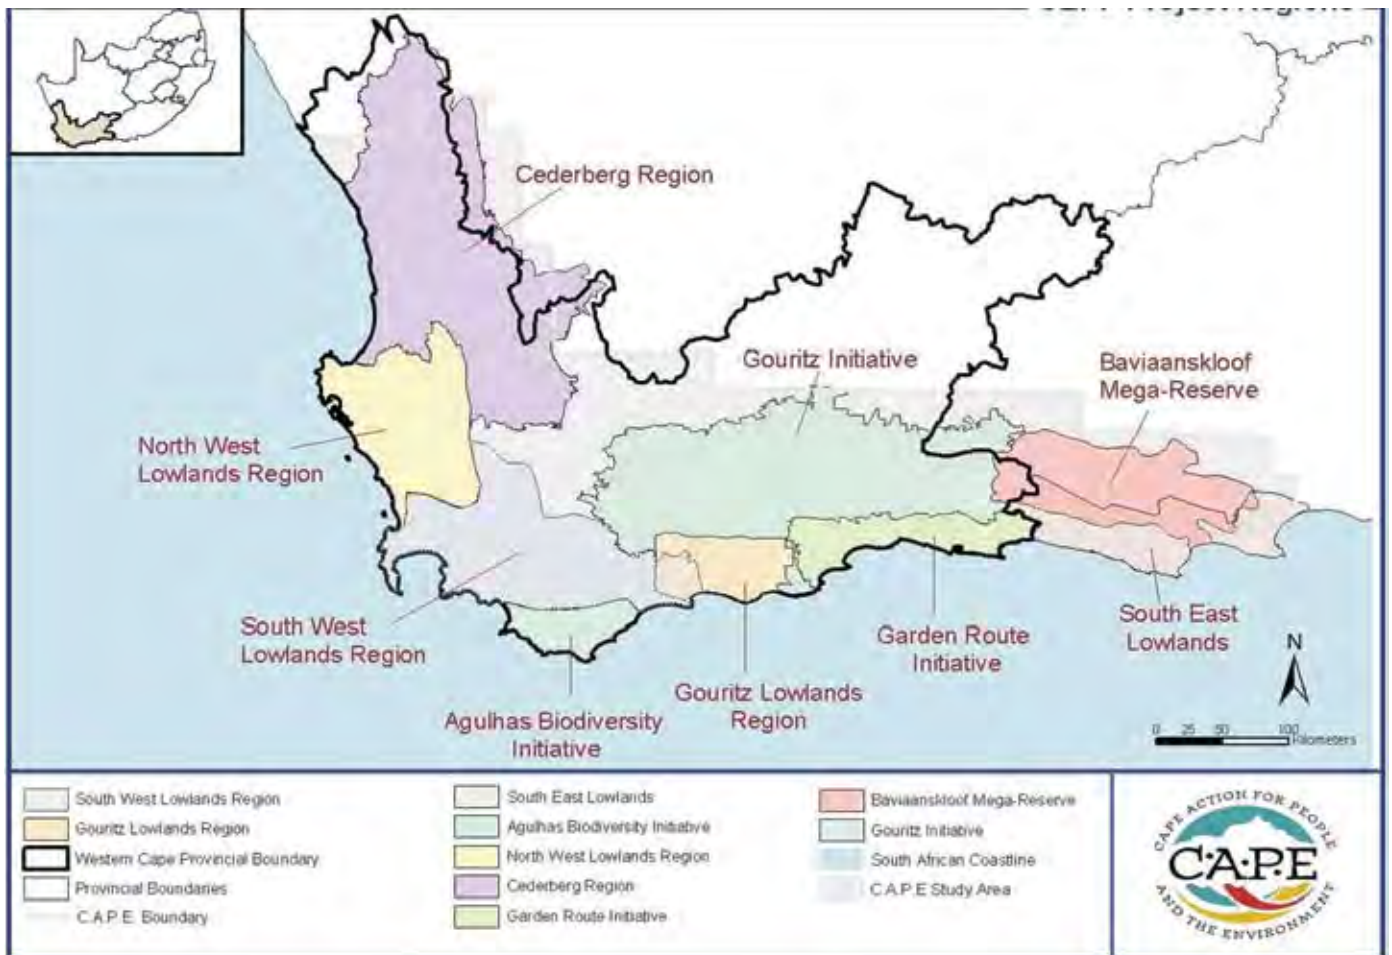 Cederberg Region
Gouritz Initiative
Baviaanskloof
Mega-Reserve
North West
Lowlands Region
South West
Lowlands Region
Agulhas Biodiversity
Initiative
Gouritz Lowlands
Region
Garden Route
Initiative
South East
Lowlands
N
0 25 50 100
Kilometers
South West Lowlands Region
Gouritz Lowlands Region
Western Cape Provincial Boundary
Provincial Boundaries
C.A.P.E. Boundary
South East Lowlands
Agulhas Biodiversity Initiative
North West Lowlands Region
Cederberg Region
Garden Route Initiative
Baviaanskloof Mega-Reserve
Gouritz Initiative
South African Coastline
C.A.P.E Study Area
CAPE ACTION FOR PEOPLE
C·A·P·E
AND THE ENVIRONMENT